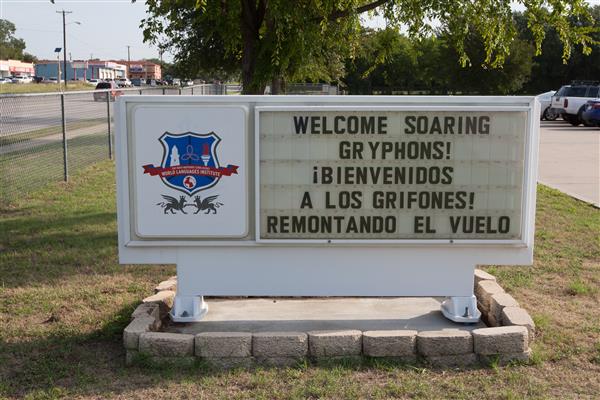 WORLD LANGUAGES INSTITUTE
WELCOME SOARING
GRYPHONS!
¡BIENVENIDOS
A LOS GRIFONES!
REMONTANDO EL VUELO